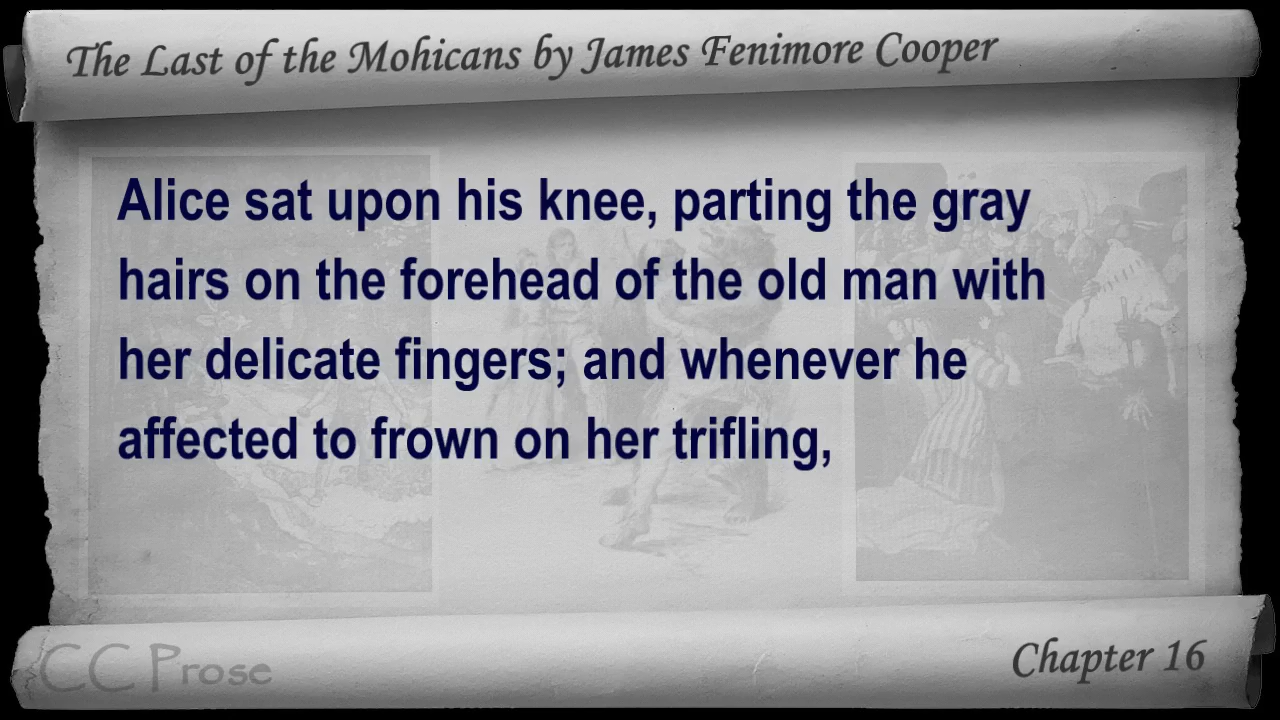 The Last of the Mohicans by James Fenimore Cooper
Alice sat upon his knee, parting the gray
hairs on the forehead of the old man with
her delicate fingers; and whenever he
affected to frown on her trifling,
CC Prose
Chapter 16